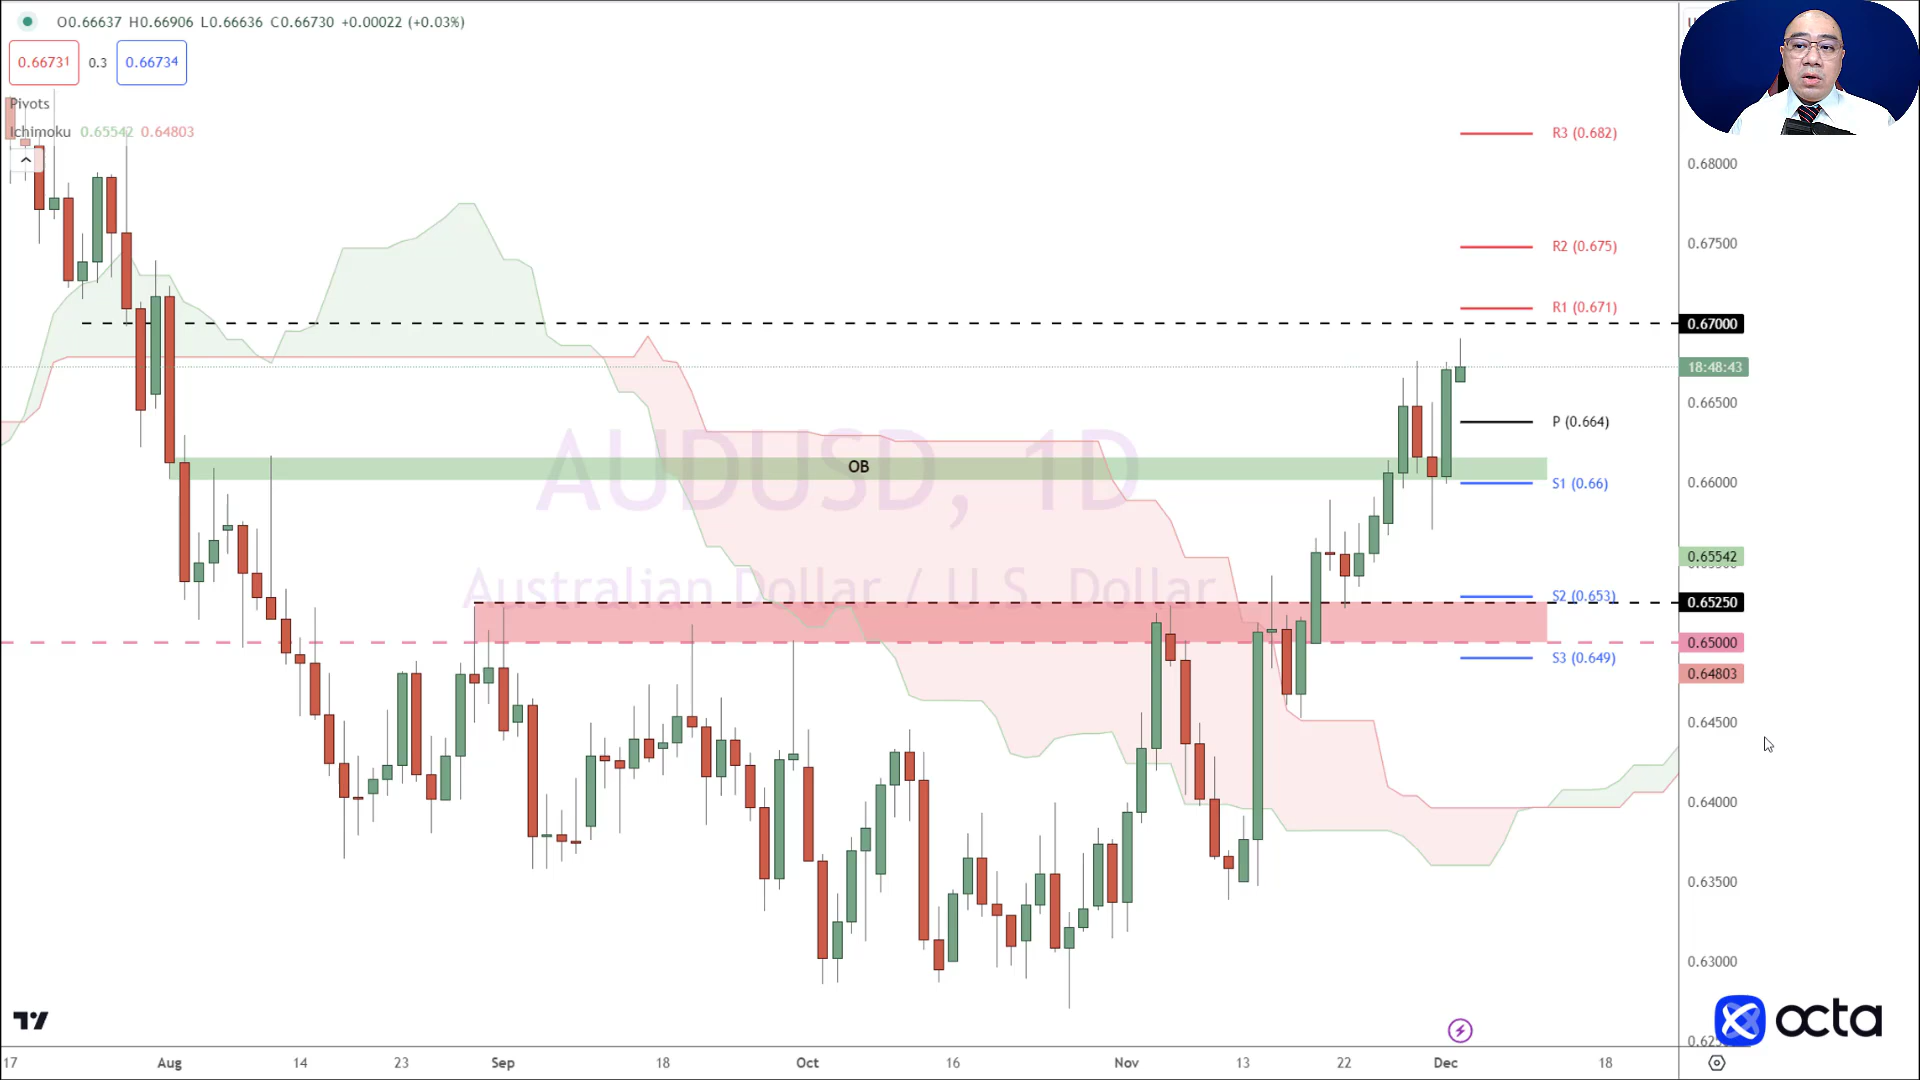 O0.66637 H0.66906 L0.66636 C0.66730 +0.00022 (+0.03%)
0.66731 0.3 0.66734
Pivots
Ichimoku 0.65542 0.64803
R3 (0.682)
0.68000
R2 (0.675)
0.67500
R1 (0.671)
0.67000
18:48:43
0.66500
P (0.664)
OB
AUDUSD, 1D
S1 (0.66)
0.66000
0.65542
Australian Dollar / U.S. Dollar
S2 (0.653)
0.65250
0.65000
S3 (0.649)
0.64803
0.64500
0.64000
0.63500
0.63000
octa
17 Aug 14 23 Sep 18 Oct 16 Nov 13 22 Dec 18